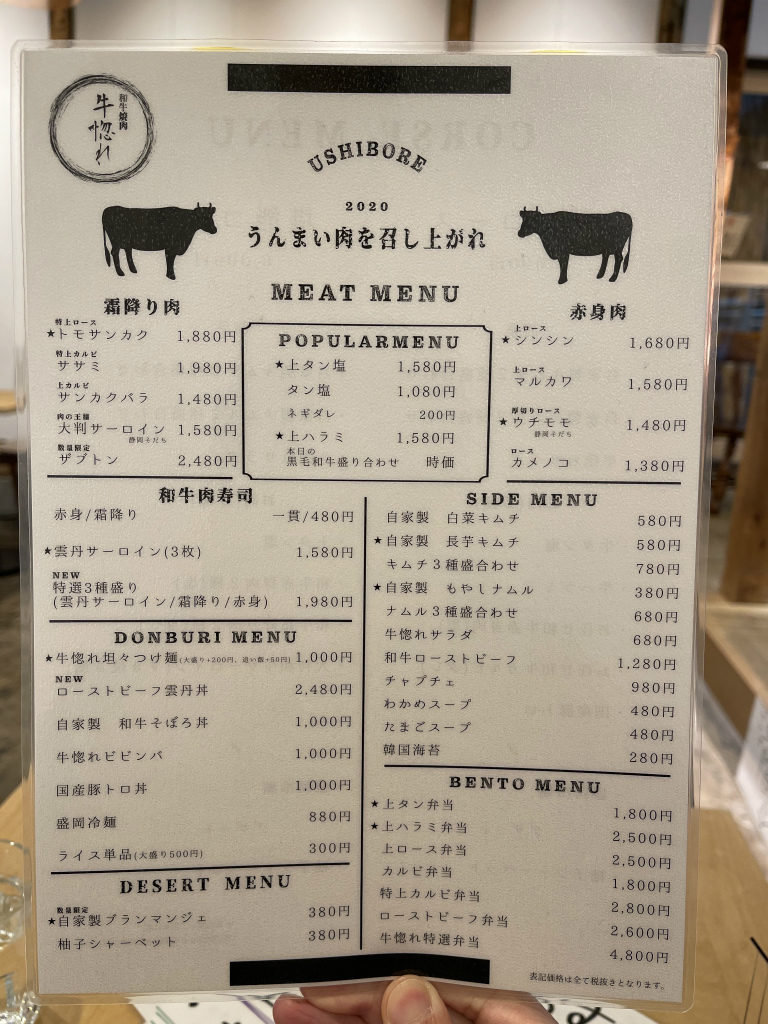 和牛焼肉
牛惚れ
USHIBORE
2020
うんまい肉を召し上がれ
MEAT MENU
霜降り肉
特上ロース
★トモサンカク 1,880円
特上カルビ
ササミ 1,980円
上カルビ
サンカクバラ 1,480円
肉の王様
大判サーロイン 1,580円
静岡そだち
数量限定
ザブトン 2,480円
POPULARMENU
★上タン塩 1,580円
タン塩 1,080円
ネギダレ 200円
★上ハラミ 1,580円
本日の
黒毛和牛盛り合わせ 時価
赤身肉
上ロース
★シンシン 1,680円
上ロース
マルカワ 1,580円
厚切りロース
★ウチモモ 1,480円
静岡そだち
ロース
カメノコ 1,380円
和牛肉寿司
赤身/霜降り 一貫/480円
★雲丹サーロイン(3枚) 1,580円
NEW
特選3種盛り
(雲丹サーロイン/霜降り/赤身) 1,980円
DONBURI MENU
★牛惚れ坦々つけ麺(大盛り+200円、追い飯+50円) 1,000円
NEW
ローストビーフ雲丹丼 2,480円
自家製 和牛そぼろ丼 1,000円
牛惚れビビンバ 1,000円
国産豚トロ丼 1,000円
盛岡冷麺 880円
ライス単品(大盛り500円) 300円
DESERT MENU
数量限定
★自家製ブランマンジェ 380円
柚子シャーベット 380円
SIDE MENU
自家製 白菜キムチ 580円
★自家製 長芋キムチ 580円
キムチ3種盛合わせ 780円
★自家製 もやしナムル 380円
ナムル3種盛合わせ 680円
牛惚れサラダ 680円
和牛ローストビーフ 1,280円
チャプチェ 980円
わかめスープ 480円
たまごスープ 480円
韓国海苔 280円
BENTO MENU
★上タン弁当 1,800円
★上ハラミ弁当 2,500円
上ロース弁当 2,500円
カルビ弁当 1,800円
特上カルビ弁当 2,800円
ローストビーフ弁当 2,600円
牛惚れ特選弁当 4,800円
表記価格は全て税抜きとなります。